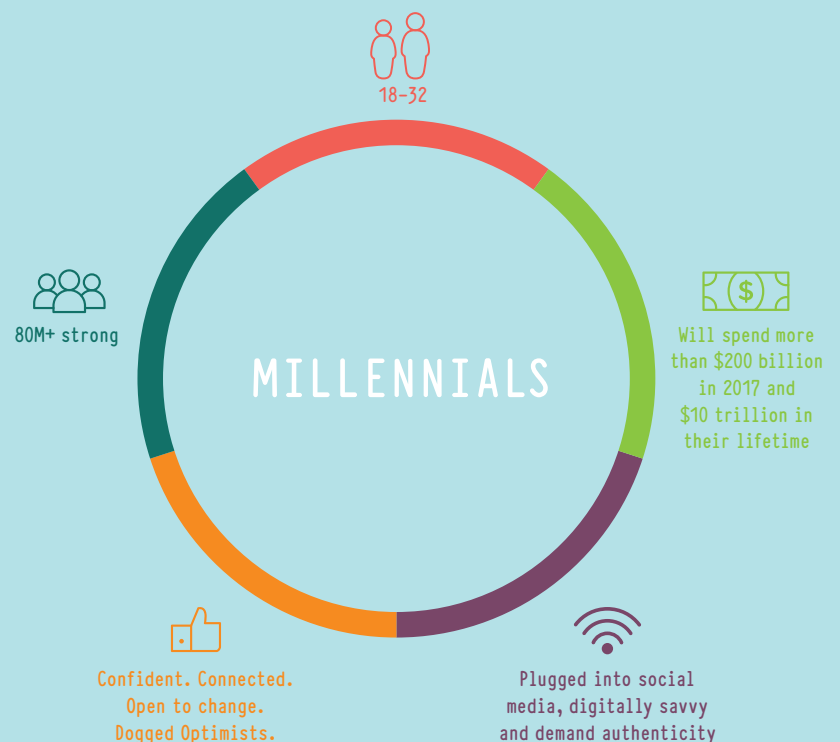 18-32
80M+ strong
MILLENNIALS
$
Will spend more
than $200 billion
in 2017 and
$10 trillion in
their lifetime
Confident. Connected.
Open to change.
Dogged Optimists.
Plugged into social
media, digitally savvy
and demand authenticity